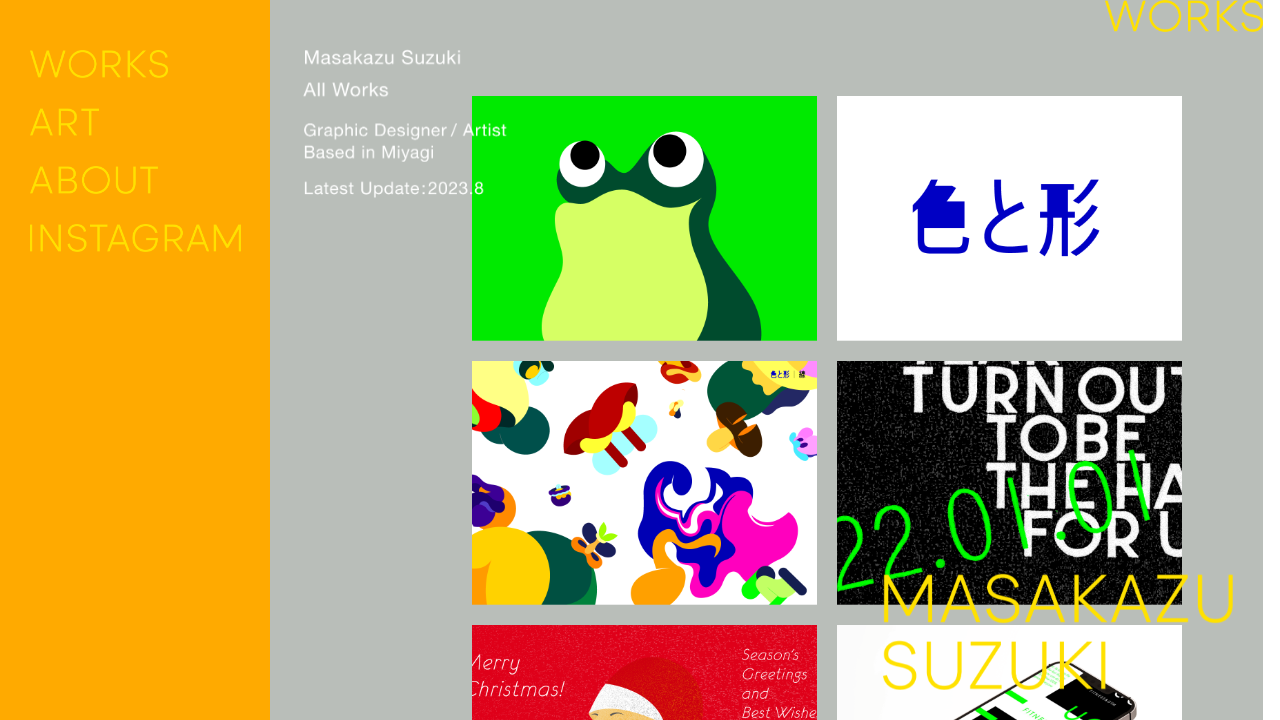 WORKS
WORKS
ART
ABOUT
INSTAGRAM
Masakazu Suzuki
All Works
Graphic Designer / Artist
Based in Miyagi
Latest Update:2023.8
色と形
色と形
TURN OUT
TO BE
THE HA
FOR U
22.01.01
MASAKAZU
SUZUKI
Merry
Christmas!
Season's
Greetings
and
Best Wishe